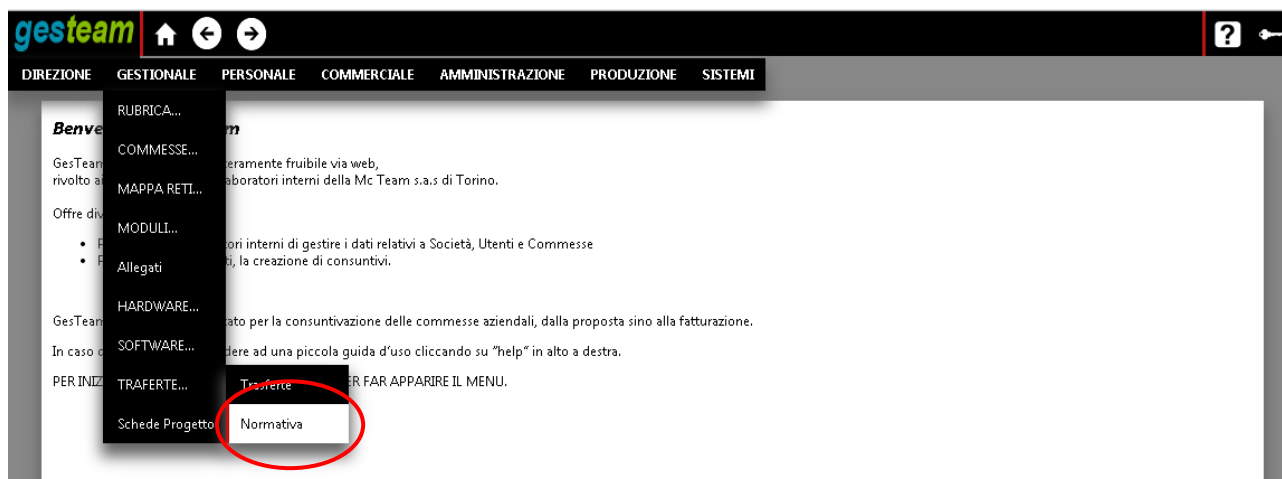 gesteam
?
DIREZIONE GESTIONALE PERSONALE COMMERCIALE AMMINISTRAZIONE PRODUZIONE SISTEMI
RUBRICA...
COMMESSE...
MAPPA RETI...
MODULI...
Allegati
HARDWARE...
SOFTWARE...
TRAFERTE...
Schede Progetto
Trasferte
Normativa
Benve m
GesTeam eramente fruibile via web,
rivolto ai aboratori interni della Mc Team s.a.s di Torino.
Offre div
ori interni di gestire i dati relativi a Società, Utenti e Commesse
ti, la creazione di consuntivi.
GesTeam tato per la consuntivazione delle commesse aziendali, dalla proposta sino alla fatturazione.
In caso dere ad una piccola guida d'uso cliccando su "help" in alto a destra.
PER INIZ ER FAR APPARIRE IL MENU.